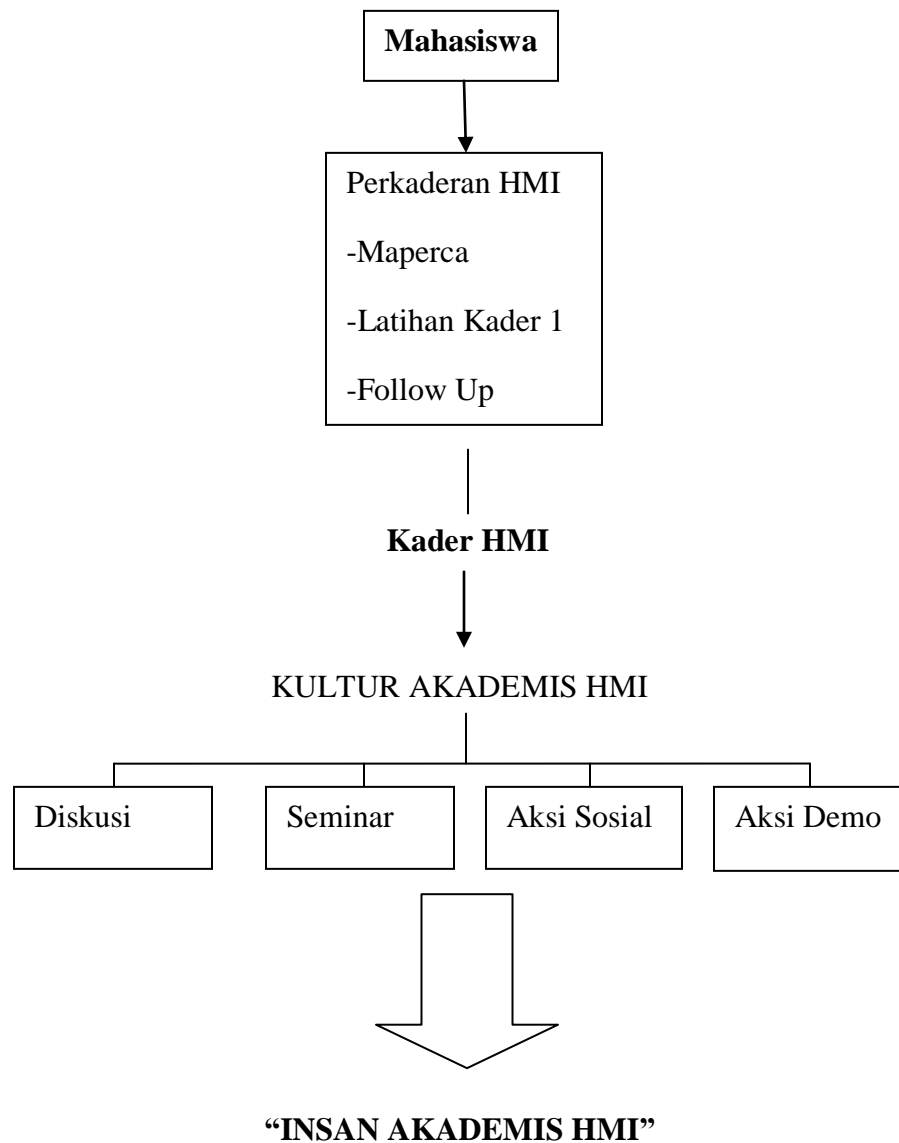 Mahasiswa
Perkaderan HMI
-Maperca
-Latihan Kader 1
-Follow Up
Kader HMI
KULTUR AKADEMIS HMI
Diskusi
Seminar
Aksi Sosial
Aksi Demo
“INSAN AKADEMIS HMI”